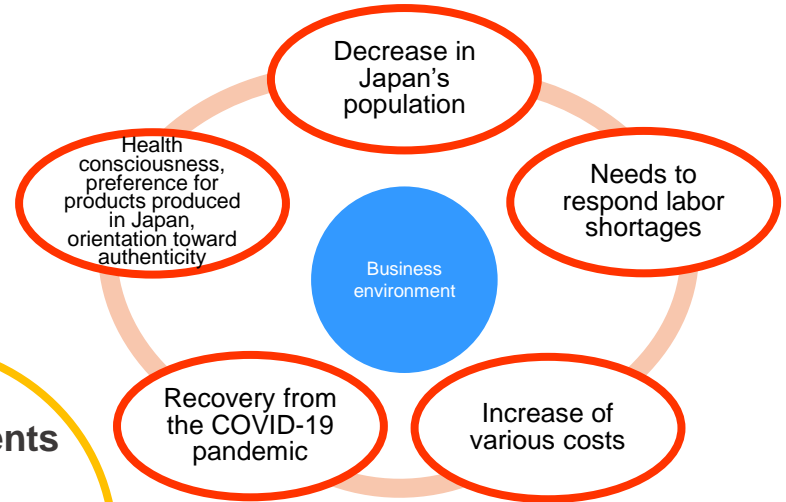 Decrease in
Japan's
population
Health
consciousness,
preference for
products produced
in Japan,
orientation toward
authenticity
Needs to
respond labor
shortages
Business
environment
Recovery from
the COVID-19
pandemic
Increase of
various costs
ents